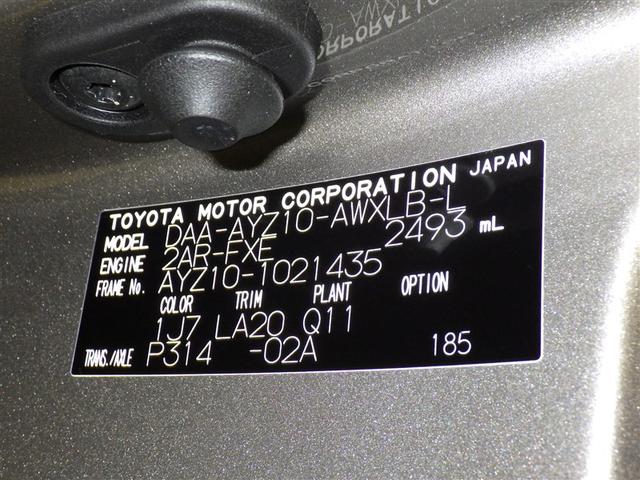 TOYOTA MOTOR CORPORATION JAPAN
MODEL DAA-AYZ10-AWXLB-L
ENGINE 2AR-FXE 2493 mL
FRAME No. AYZ10-1021435
COLOR TRIM PLANT OPTION
1J7 LA20 Q11
TRANS./AXLE P314 -02A 185